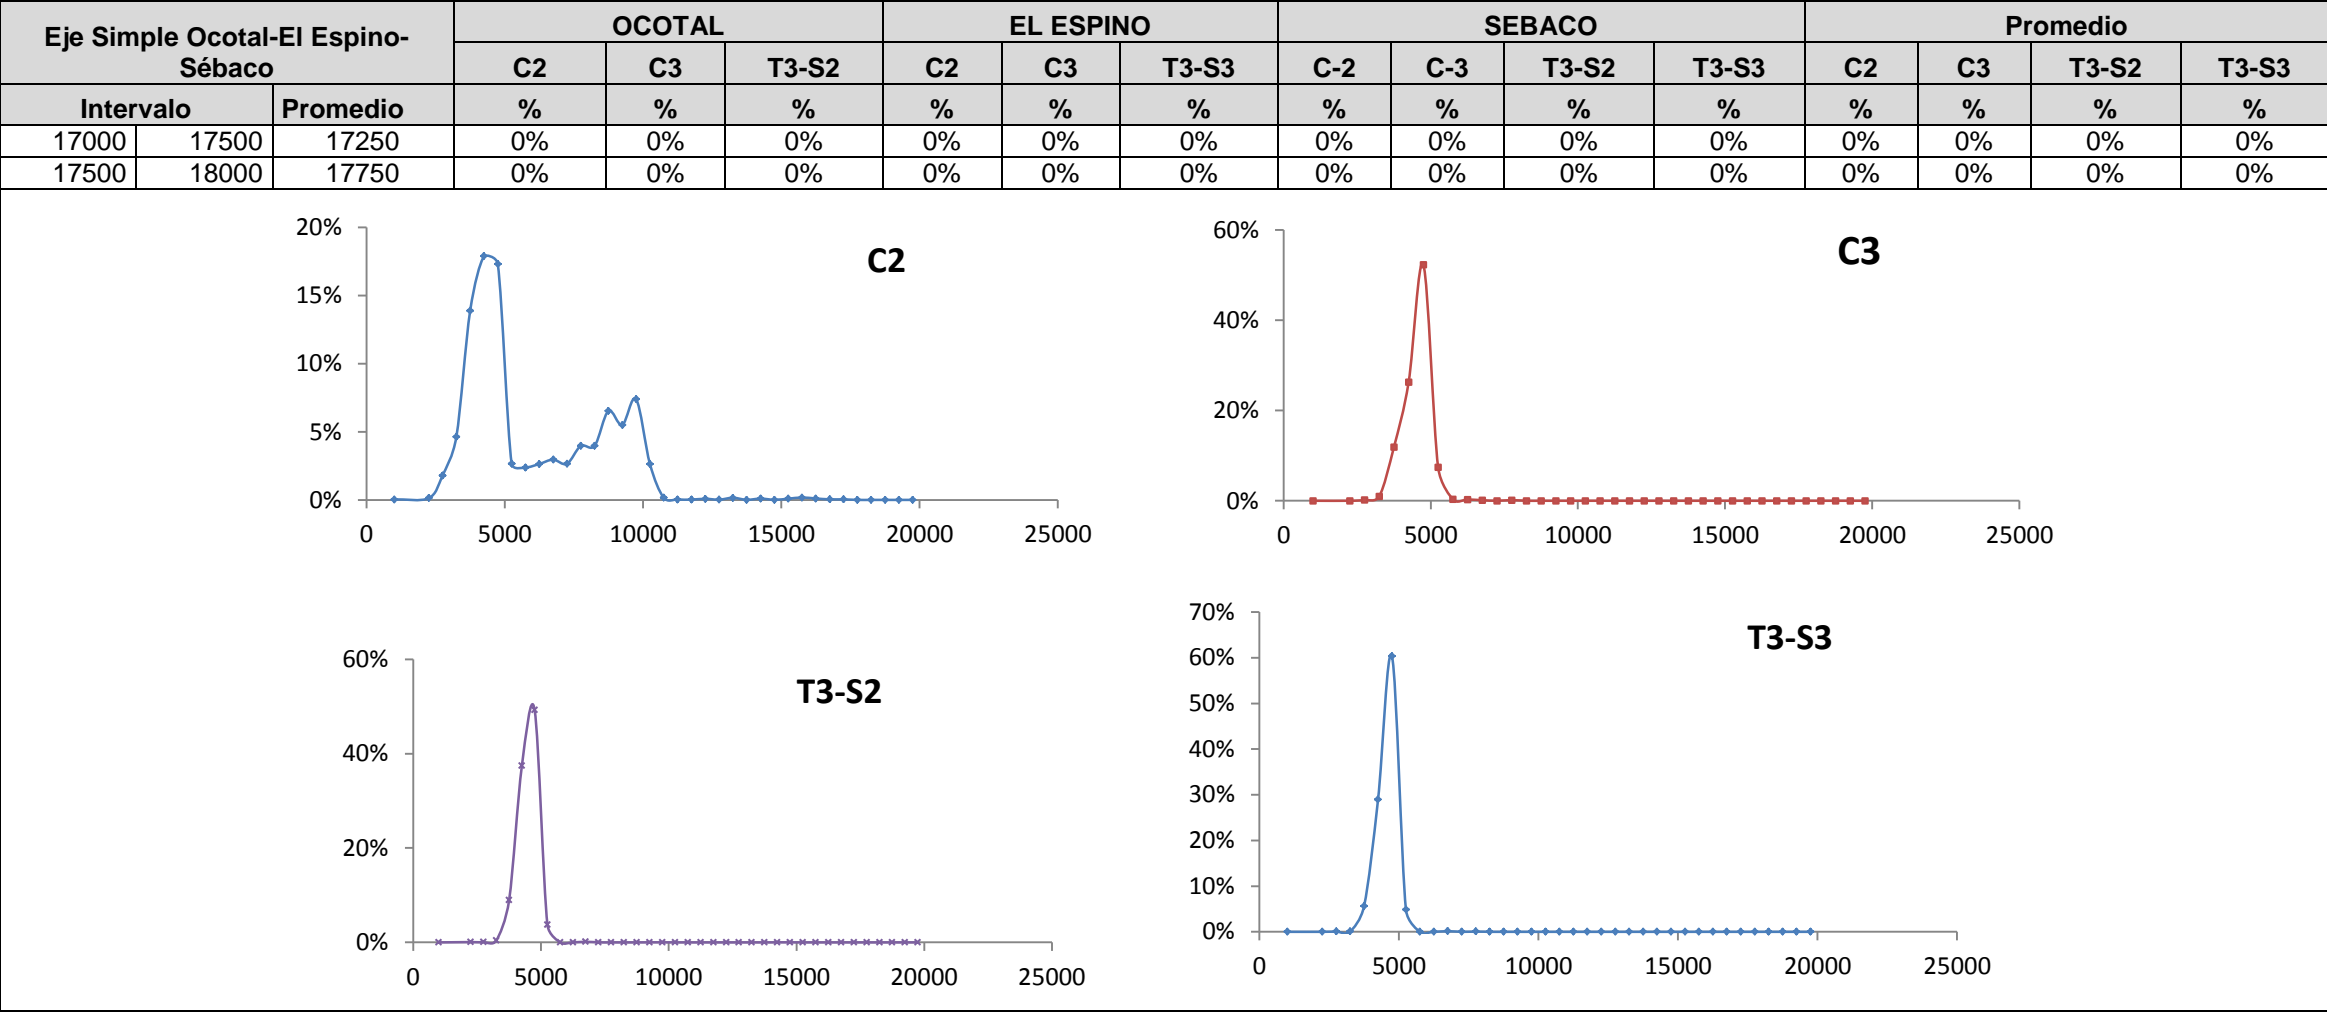 Eje Simple Ocotal-El Espino-
Sébaco
OCOTAL EL ESPINO SEBACO Promedio
C2 C3 T3-S2 C2 C3 T3-S3 C-2 C-3 T3-S2 T3-S3 C2 C3 T3-S2 T3-S3
Intervalo Promedio % % % % % % % % % % % % % %
17000 17500 17250 0% 0% 0% 0% 0% 0% 0% 0% 0% 0% 0% 0% 0% 0%
17500 18000 17750 0% 0% 0% 0% 0% 0% 0% 0% 0% 0% 0% 0% 0% 0%
C2
20%
15%
10%
5%
0%
0 5000 10000 15000 20000 25000
C3
60%
40%
20%
0%
0 5000 10000 15000 20000 25000
T3-S2
60%
40%
20%
0%
0 5000 10000 15000 20000 25000
T3-S3
70%
60%
50%
40%
30%
20%
10%
0%
0 5000 10000 15000 20000 25000